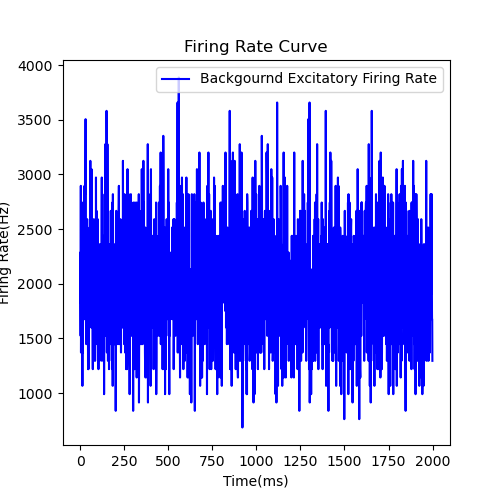 Firing Rate Curve
Backgournd Excitatory Firing Rate
Firing Rate(Hz)
4000
3500
3000
2500
2000
1500
1000
0 250 500 750 1000 1250 1500 1750 2000
Time(ms)